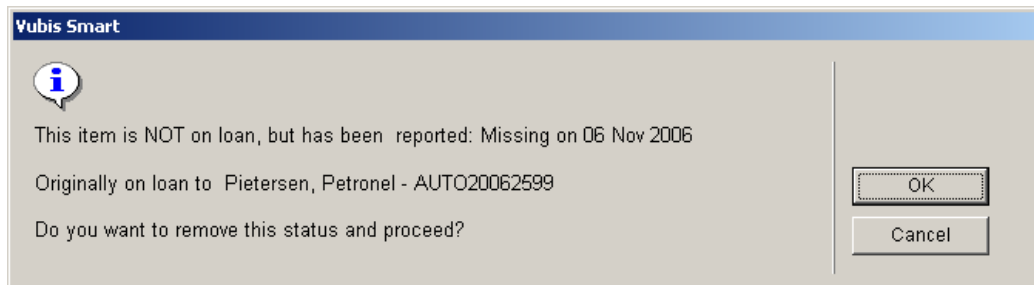 Vubis Smart
This item is NOT on loan, but has been  reported: Missing on 06 Nov 2006
Originally on loan to  Pietersen, Petronel - AUTO20062599
OK
Do you want to remove this status and proceed?
Cancel